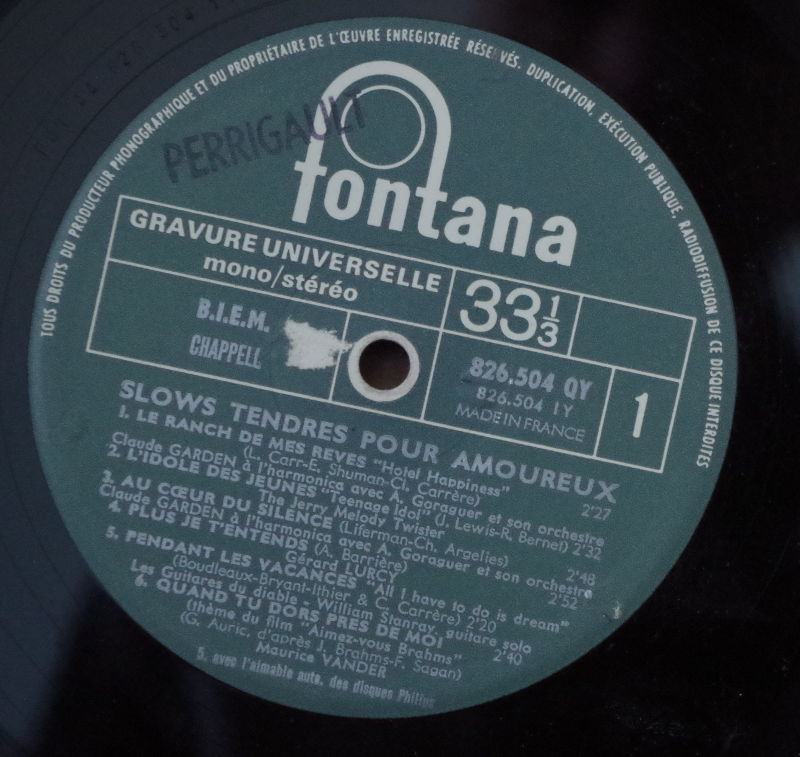 TOUS DROITS DU PRODUCTEUR PHONOGRAPHIQUE ET DU PROPRIÉTAIRE DE L'ŒUVRE ENREGISTRÉE RÉSERVÉS. DUPLICATION, EXÉCUTION PUBLIQUE, RADIODIFFUSION DE CE DISQUE INTERDITES
PERRIGAULT
fontana
GRAVURE UNIVERSELLE
mono/stéréo
33 1/3
B.I.E.M.
CHAPPELL
826.504 QY
826.504 IY
MADE IN FRANCE
1
SLOWS TENDRES POUR AMOUREUX
1. LE RANCH DE MES REVES "Hotel Happiness"
(L. Carr-E. Shuman-Ch. Carrère) 2'27
Claude GARDEN à l'harmonica avec A. Goraguer et son orchestre
2. L'IDOLE DES JEUNES "Teenage Idol" (J. Lewis-R. Bernet) 2'32
The Jerry Melody Twister
3. AU CŒUR DU SILENCE (Liferman-Ch. Argelies) 2'48
Claude GARDEN à l'harmonica avec A. Goraguer et son orchestre
4. PLUS JE T'ENTENDS (A. Barrière) 2'52
Gérard LURCY
5. PENDANT LES VACANCES "All I have to do is dream"
(Boudleaux-Bryant-Ithier & C. Carrère) 2'20
Les Guitares du diable - William Stanray, guitare solo
6. QUAND TU DORS PRES DE MOI 2'40
(thème du film "Aimez-vous Brahms"
(G. Auric, d'après J. Brahms-F. Sagan)
Maurice VANDER
5. avec l'aimable auto. des disques Philips